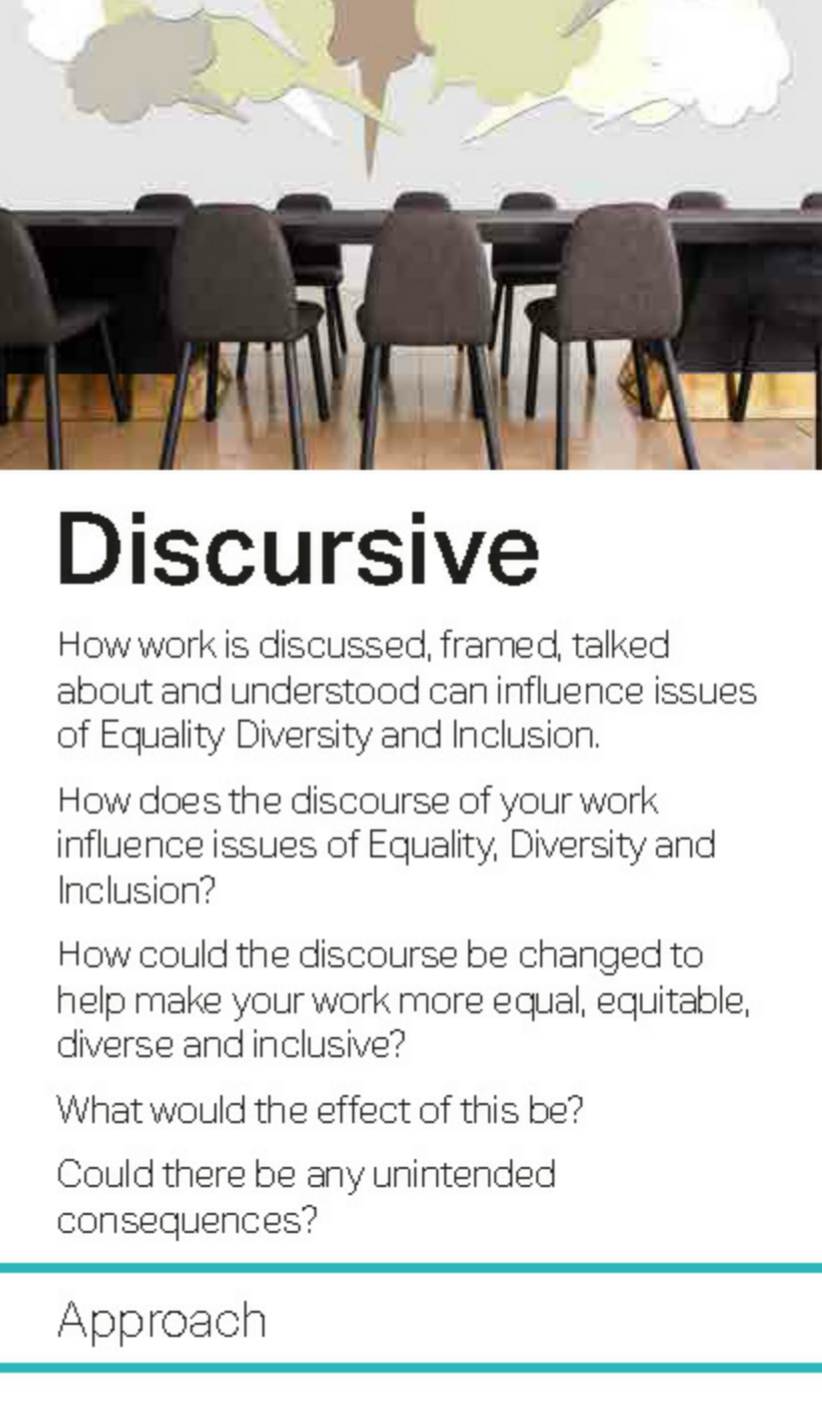 Discursive
How work is discussed, framed, talked
about and understood can influence issues
of Equality Diversity and Inclusion.
How does the discourse of your work
influence issues of Equality, Diversity and
Inclusion?
How could the discourse be changed to
help make your work more equal, equitable,
diverse and inclusive?
What would the effect of this be?
Could there be any unintended
consequences?
Approach